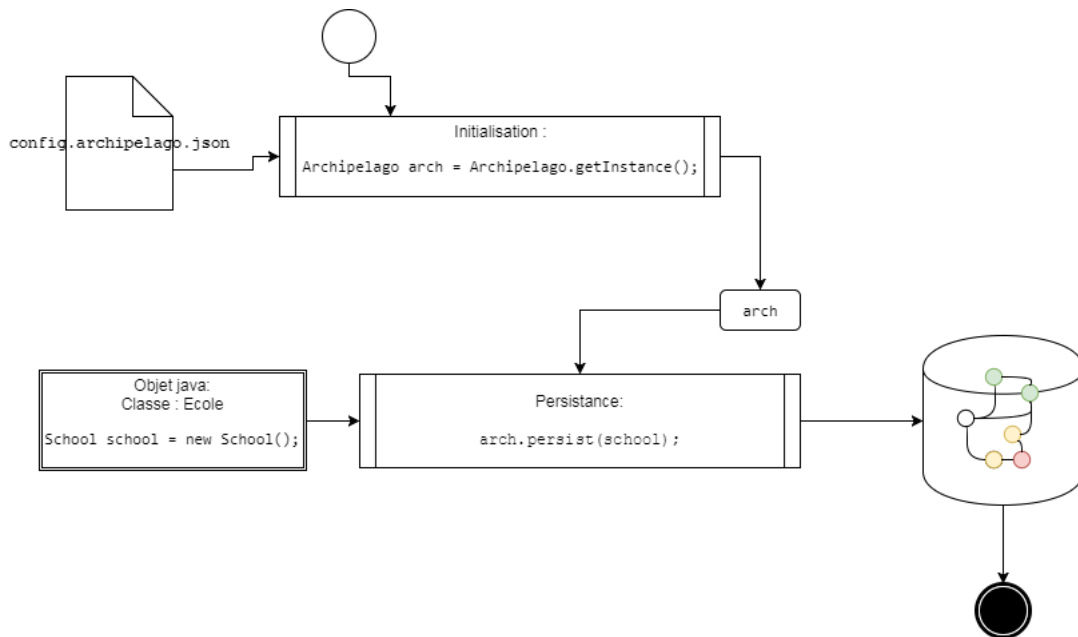 config.archipelago.json
Initialisation :
Archipelago arch = Archipelago.getInstance();
arch
Objet java:
Classe : Ecole
School school = new School();
Persistance:
arch.persist(school);